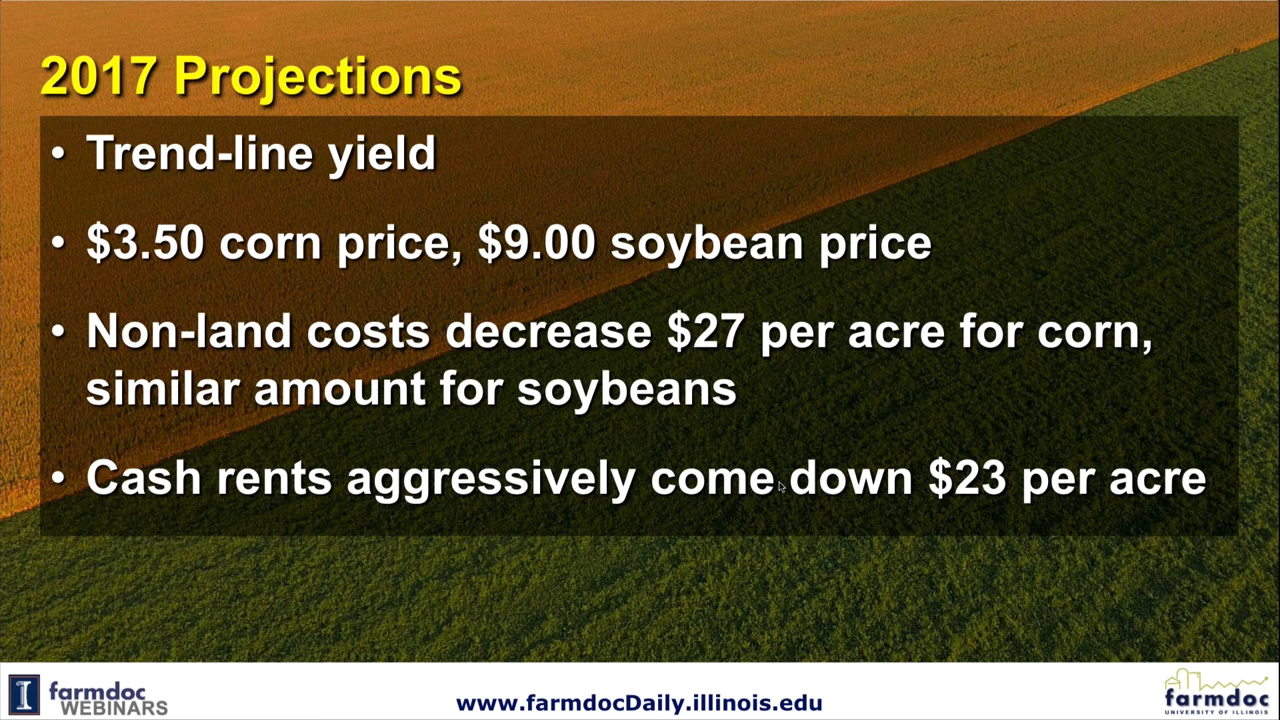 2017 Projections
• Trend-line yield
• $3.50 corn price, $9.00 soybean price
• Non-land costs decrease $27 per acre for corn,
similar amount for soybeans
• Cash rents aggressively come down $23 per acre
I farmdoc
WEBINARS
www.farmdocDaily.illinois.edu
farmdoc
UNIVERSITY OF ILLINOIS